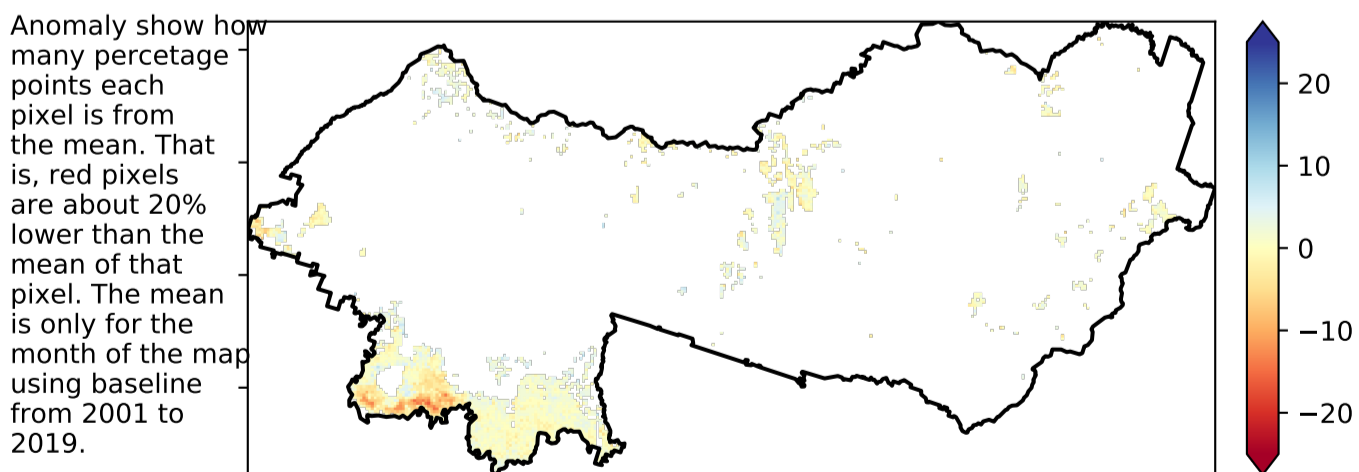 Anomaly show how
many percetage
points each
pixel is from
the mean. That
is, red pixels
are about 20%
lower than the
mean of that
pixel. The mean
is only for the
month of the map
using baseline
from 2001 to
2019.
20
10
0
−10
−20